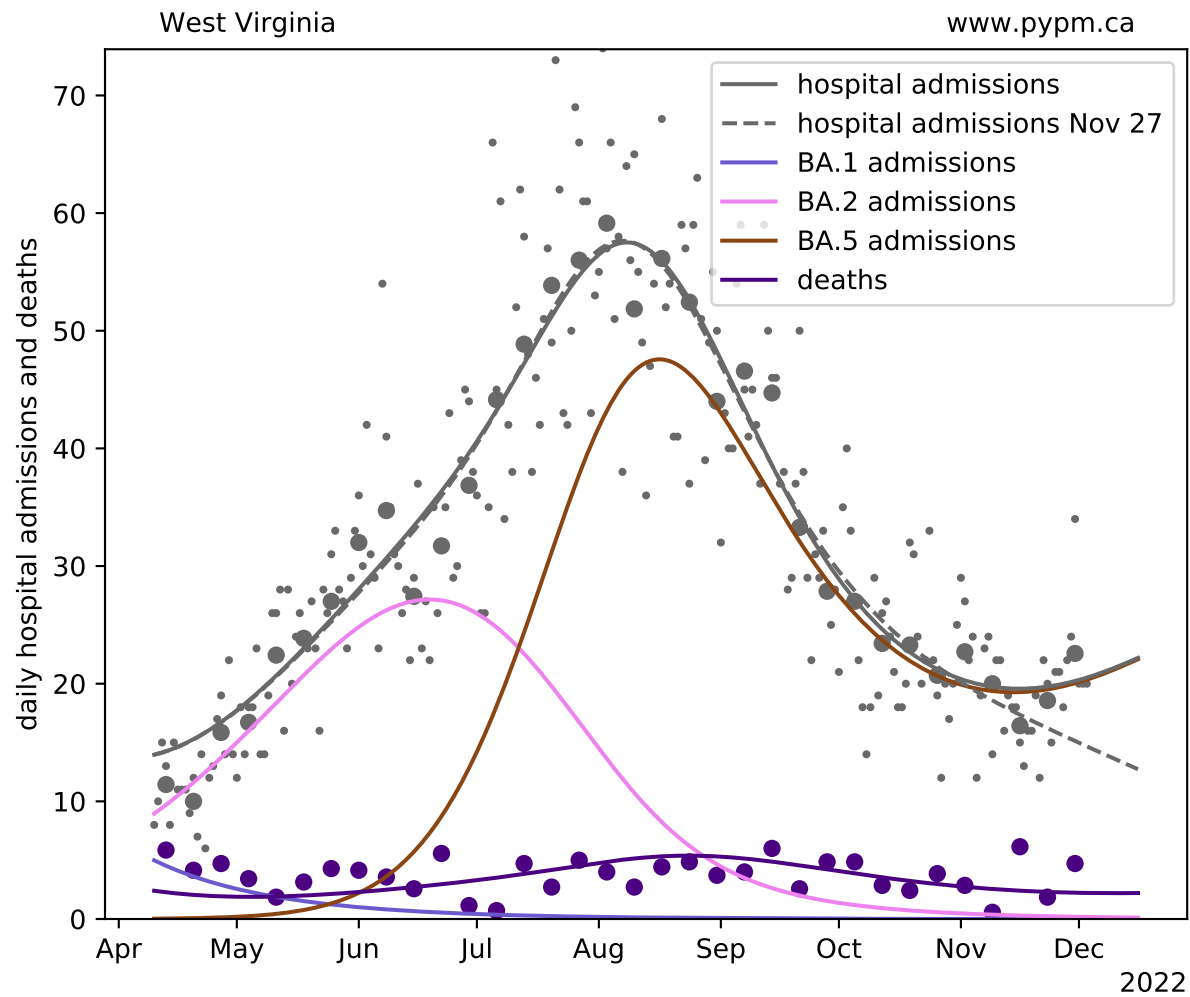 West Virginia
www.pypm.ca
hospital admissions
hospital admissions Nov 27
BA.1 admissions
BA.2 admissions
BA.5 admissions
deaths
daily hospital admissions and deaths
70
60
50
40
30
20
10
0
Apr May Jun Jul Aug Sep Oct Nov Dec
2022